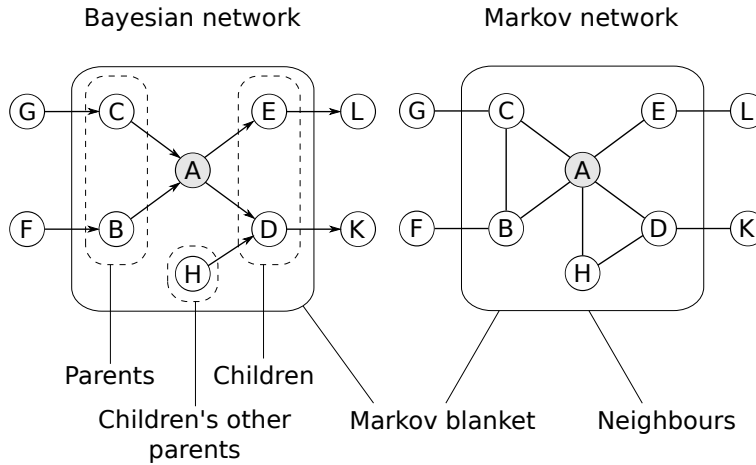 Bayesian network
Markov network
G
C
E
L
A
F
B
D
K
H
G
C
E
L
A
F
B
D
K
H
Parents
Children
Children's other
parents
Markov blanket
Neighbours